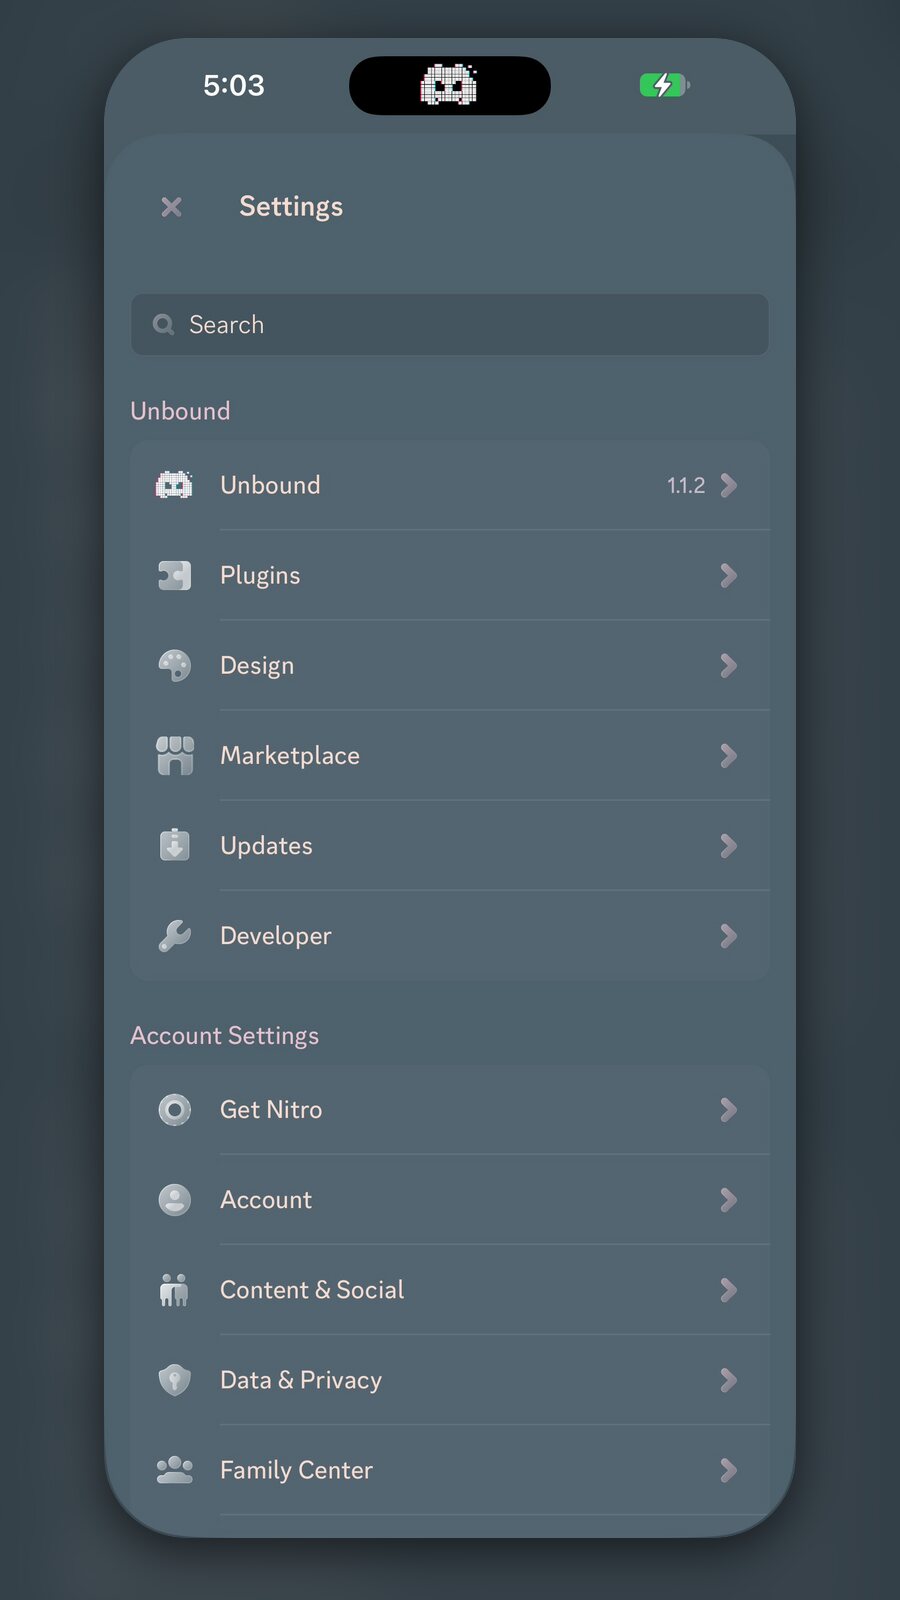 5:03
Settings
Search
Unbound
Unbound 1.1.2
Plugins
Design
Marketplace
Updates
Developer
Account Settings
Get Nitro
Account
Content & Social
Data & Privacy
Family Center